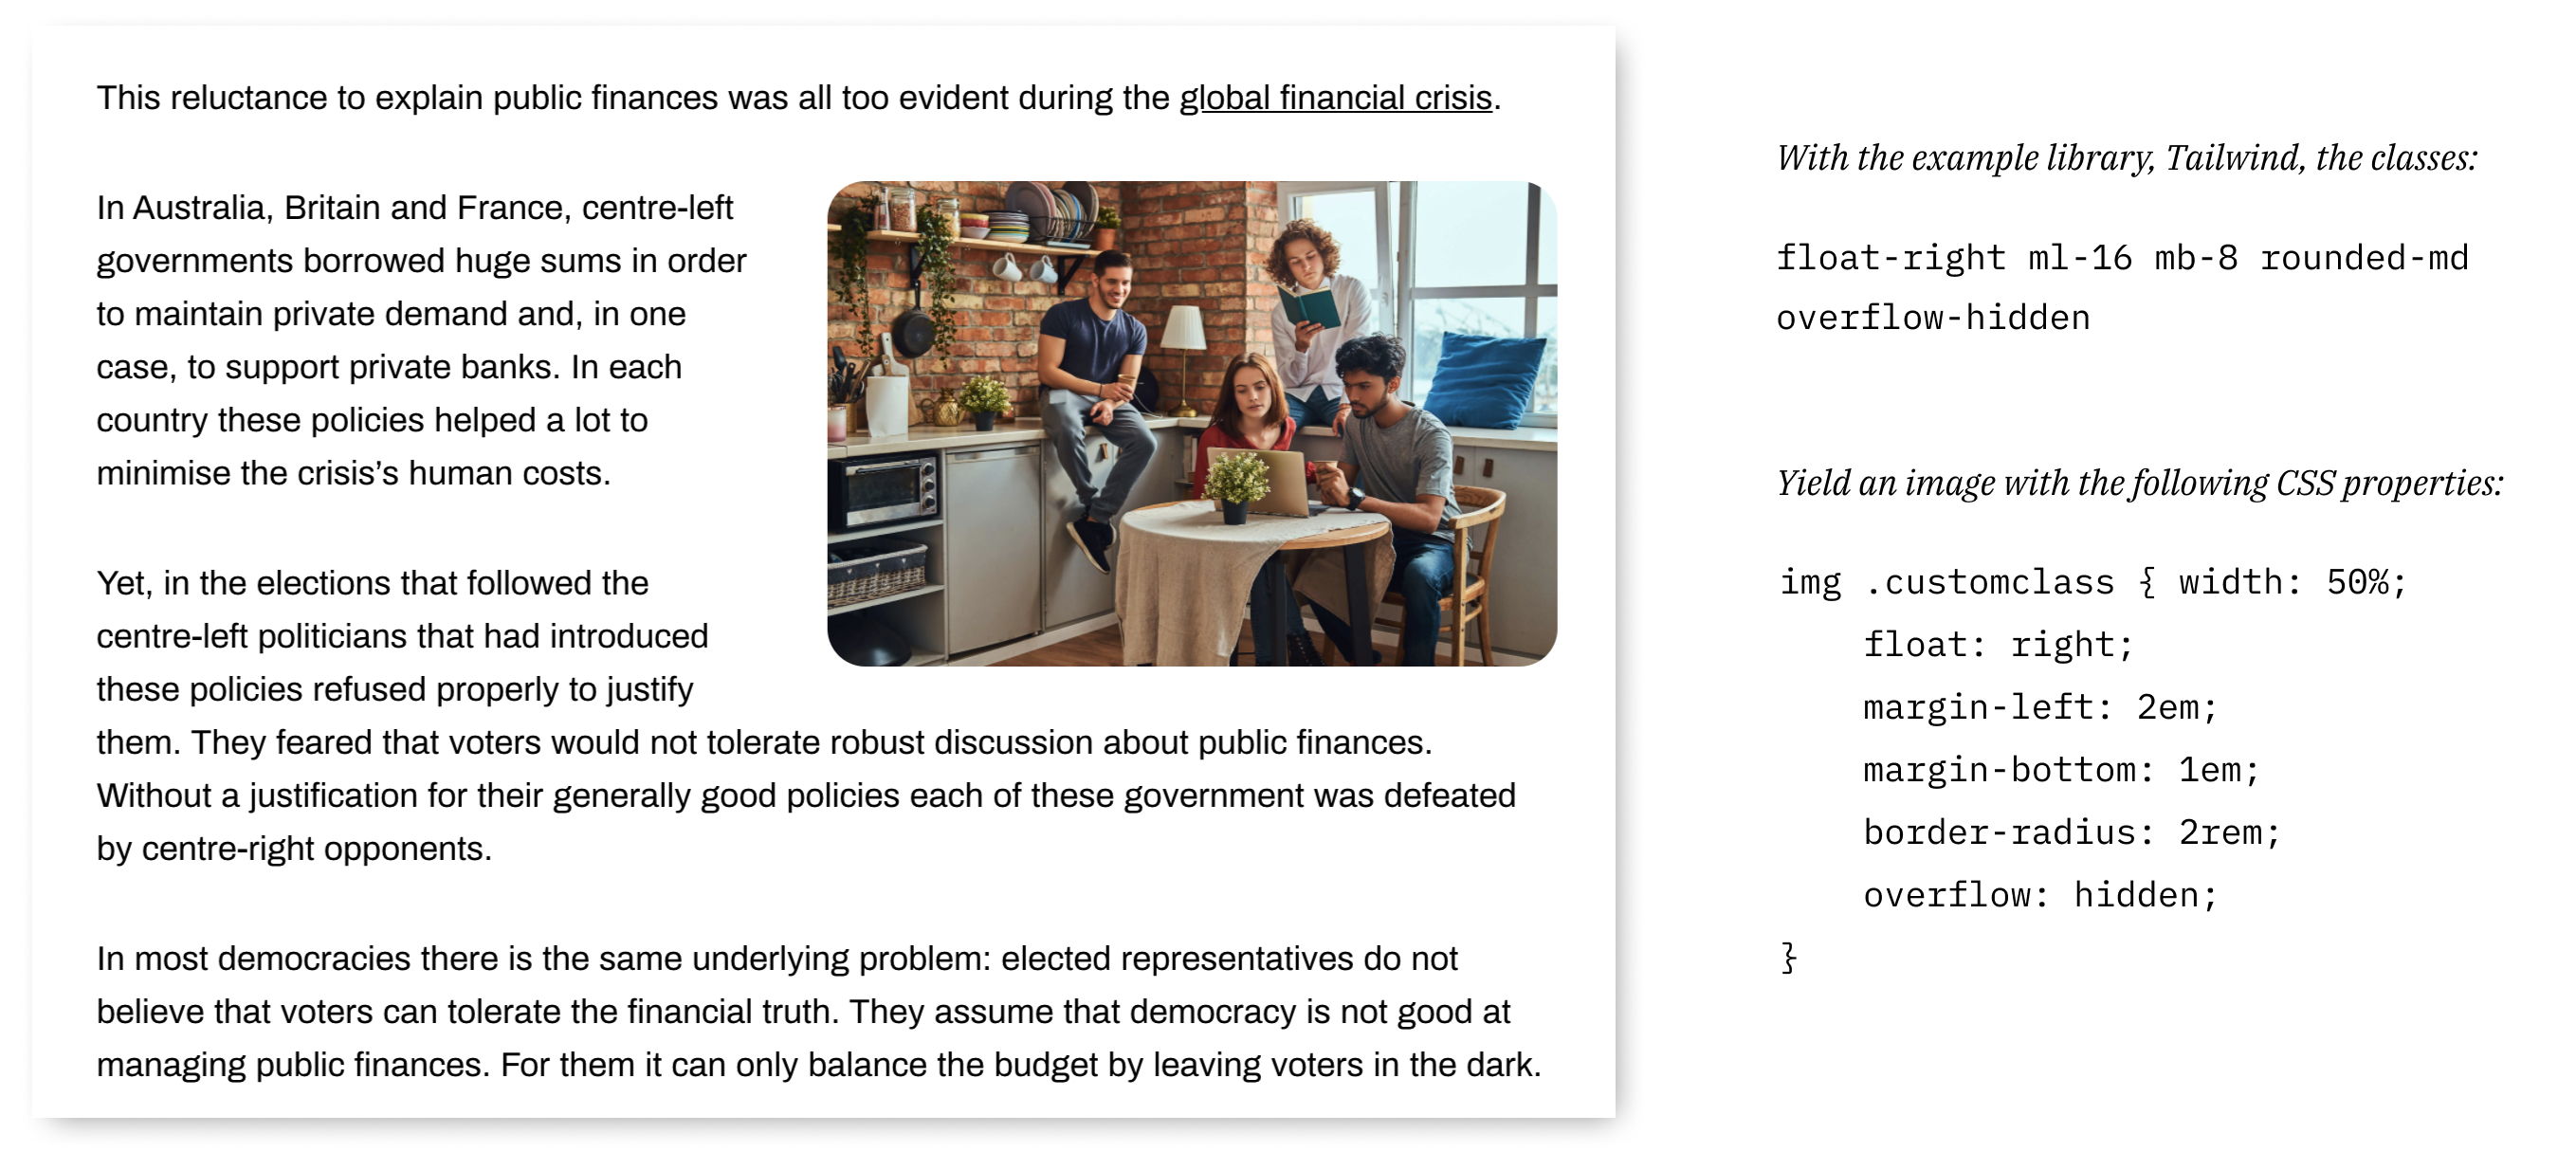 This reluctance to explain public finances was all too evident during the global financial crisis.
In Australia, Britain and France, centre-left
governments borrowed huge sums in order
to maintain private demand and, in one
case, to support private banks. In each
country these policies helped a lot to
minimise the crisis’s human costs.
Yet, in the elections that followed the
centre-left politicians that had introduced
these policies refused properly to justify
them. They feared that voters would not tolerate robust discussion about public finances.
Without a justification for their generally good policies each of these government was defeated
by centre-right opponents.
In most democracies there is the same underlying problem: elected representatives do not
believe that voters can tolerate the financial truth. They assume that democracy is not good at
managing public finances. For them it can only balance the budget by leaving voters in the dark.
With the example library, Tailwind, the classes:
float-right ml-16 mb-8 rounded-md
overflow-hidden
Yield an image with the following CSS properties:
img .customclass { width: 50%;
float: right;
margin-left: 2em;
margin-bottom: 1em;
border-radius: 2rem;
overflow: hidden;
}